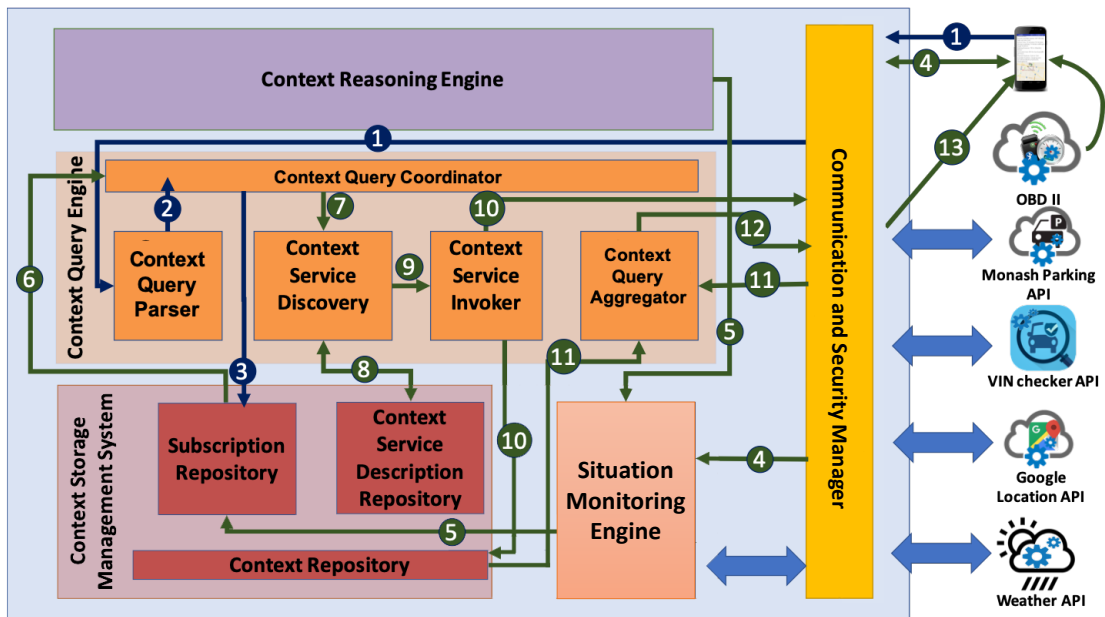 Context Reasoning Engine
1
1
4
13
OBD II
Context Query Engine
Context Query Coordinator
2
7
10
12
6
Context
Query
Parser
Context
Service
Discovery
9
Context
Service
Invoker
Context
Query
Aggregator
11
Communication and Security Manager
P
Monash Parking
API
3
8
11
5
VIN checker API
Context Storage
Management System
Subscription
Repository
Context
Service
Description
Repository
10
Situation
Monitoring
Engine
4
G
Google
Location API
5
Context Repository
Weather API